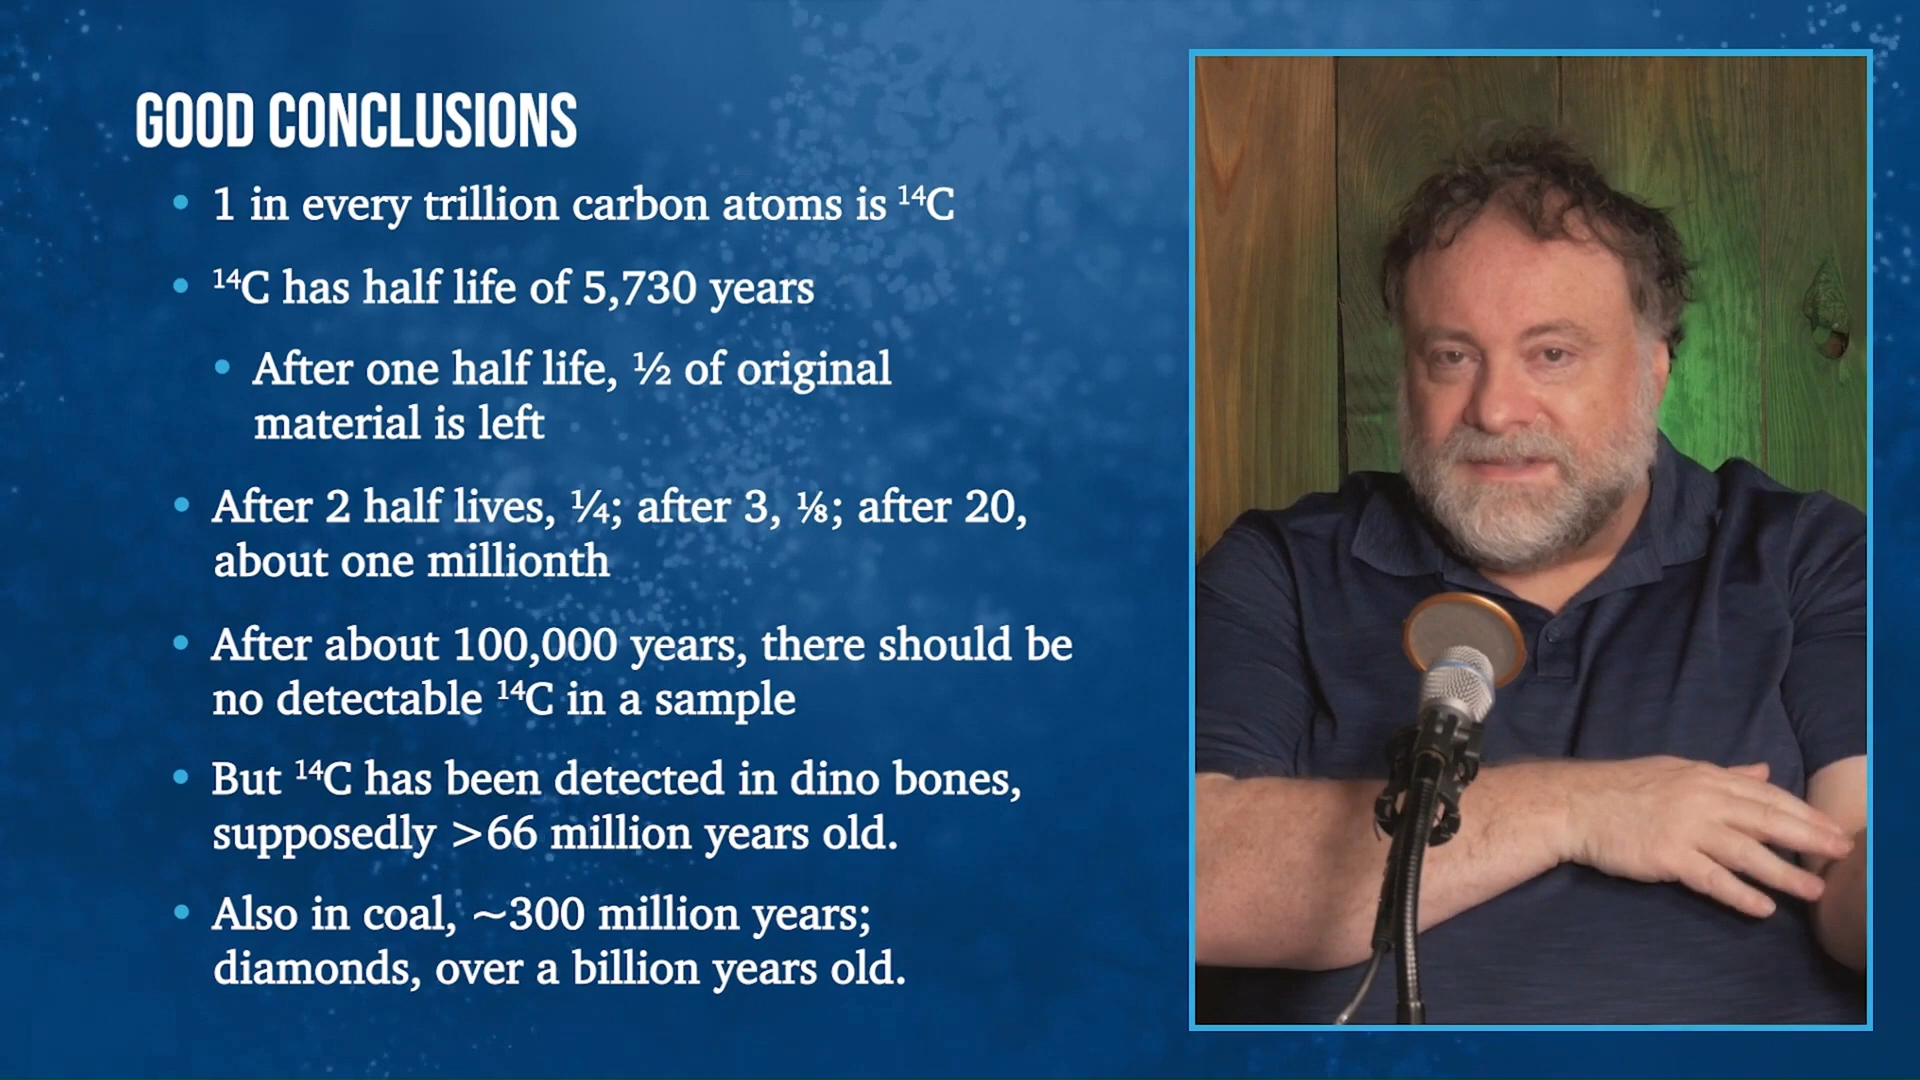 GOOD CONCLUSIONS
• 1 in every trillion carbon atoms is ¹⁴C
• ¹⁴C has half life of 5,730 years
• After one half life, ½ of original
material is left
• After 2 half lives, ¼; after 3, ⅛; after 20,
about one millionth
• After about 100,000 years, there should be
no detectable ¹⁴C in a sample
• But ¹⁴C has been detected in dino bones,
supposedly >66 million years old.
• Also in coal, ~300 million years;
diamonds, over a billion years old.